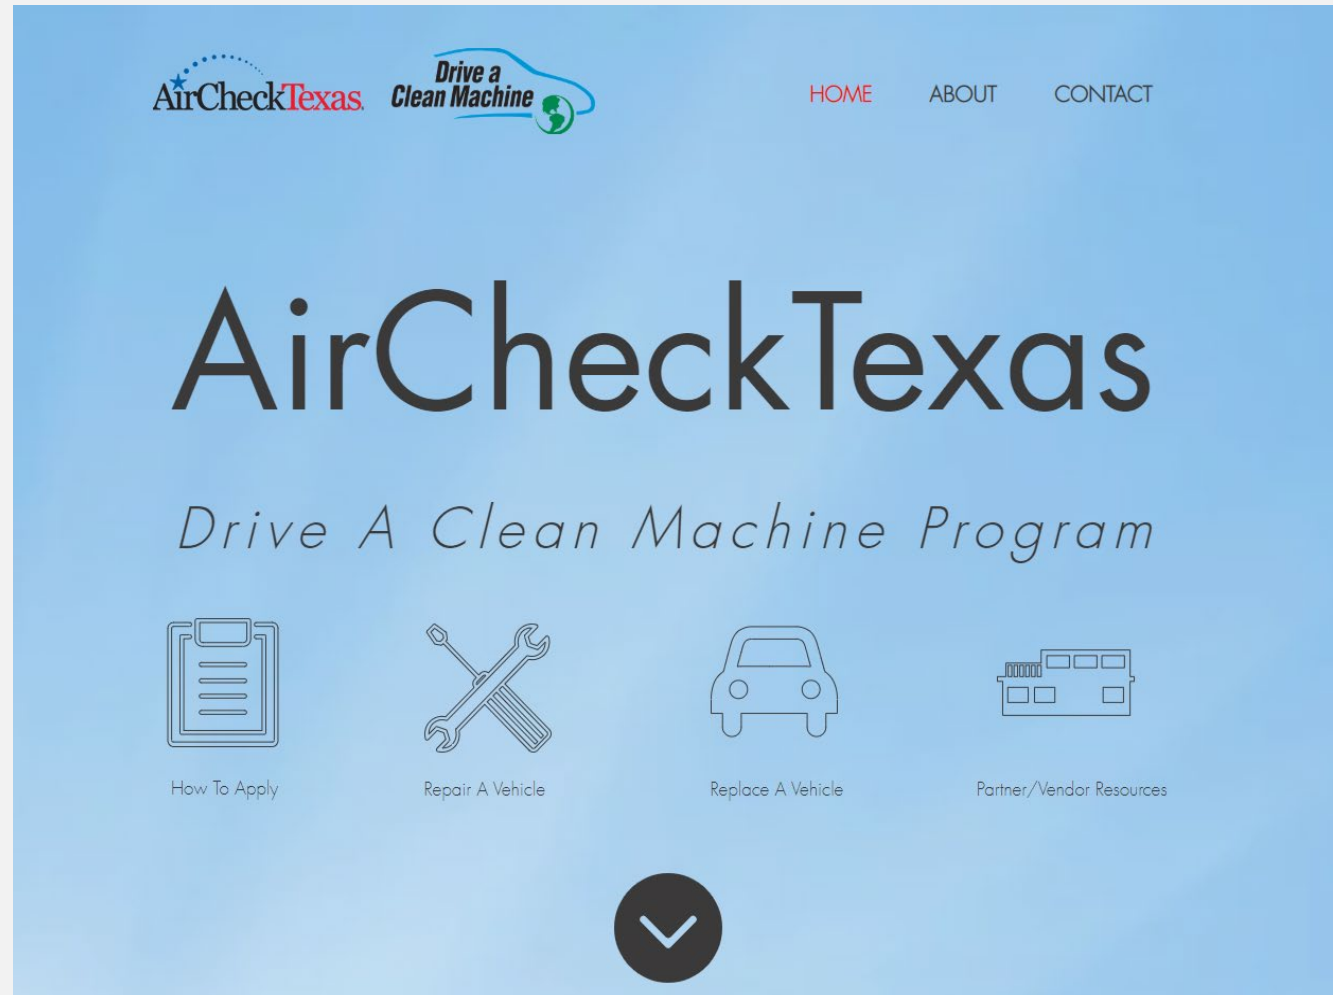 AirCheckTexas.
Drive a
Clean Machine
HOME ABOUT CONTACT
AirCheckTexas
Drive A Clean Machine Program
How To Apply Repair A Vehicle Replace A Vehicle Partner/Vendor Resources